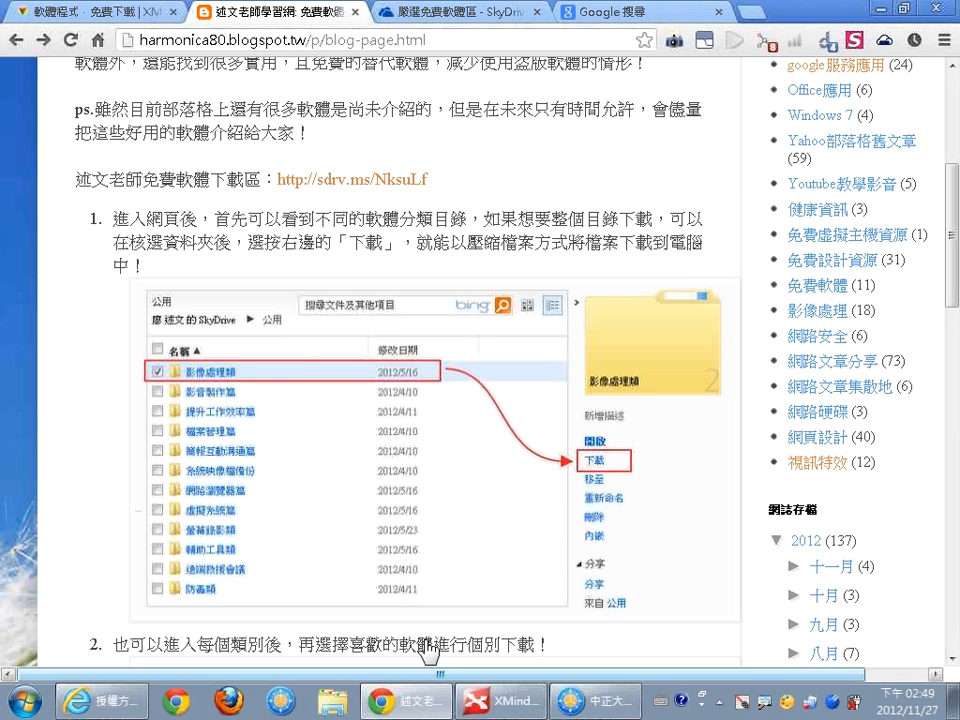 軟體程式 - 免費下載 | XM
述文老師學習網: 免費軟體
嚴選免費軟體區 - SkyDriv
Google 搜尋
harmonica80.blogspot.tw/p/blog-page.html
軟體外，還能找到很多實用，且免費的替代軟體，減少使用盜版軟體的情形！
ps.雖然目前部落格上還有很多軟體是尚未介紹的，但是在未來只有時間允許，會儘量
把這些好用的軟體介紹給大家！
述文老師免費軟體下載區：http://sdrv.ms/NksuLf
1. 進入網頁後，首先可以看到不同的軟體分類目錄，如果想要整個目錄下載，可以
在核選資料夾後，選按右邊的「下載」，就能以壓縮檔案方式將檔案下載到電腦
中！
公用
搜尋文件及其他項目 bing
廖 述文 的 SkyDrive ▶ 公用
名稱 ▲ 修改日期
影像處理類 2012/5/16
影音製作篇 2012/4/10
提升工作效率篇 2012/4/11
檔案管理篇 2012/4/10
簡報互動溝通篇 2012/4/10
系統映像檔備份 2012/4/10
網路瀏覽器篇 2012/5/16
虛擬系統篇 2012/5/16
螢幕錄影類 2012/5/23
輔助工具類 2012/5/16
遠端救援會議 2012/4/10
防毒類 2012/4/11
影像處理類 2
新增描述
開啟
下載
移至
重新命名
刪除
內嵌
分享
分享
來自 公用
2. 也可以進入每個類別後，再選擇喜歡的軟體進行個別下載！
google服務應用 (24)
Office應用 (6)
Windows 7 (4)
Yahoo部落格舊文章
(59)
Youtube教學影音 (5)
健康資訊 (3)
免費虛擬主機資源 (1)
免費設計資源 (31)
免費軟體 (11)
影像處理 (18)
網路安全 (6)
網路文章分享 (73)
網路文章集散地 (6)
網路硬碟 (3)
網頁設計 (40)
視訊特效 (12)
網誌存檔
▼ 2012 (137)
► 十一月 (4)
► 十月 (3)
► 九月 (3)
► 八月 (7)
授權方...
述文老...
XMind...
中正大...
下午 02:49
2012/11/27